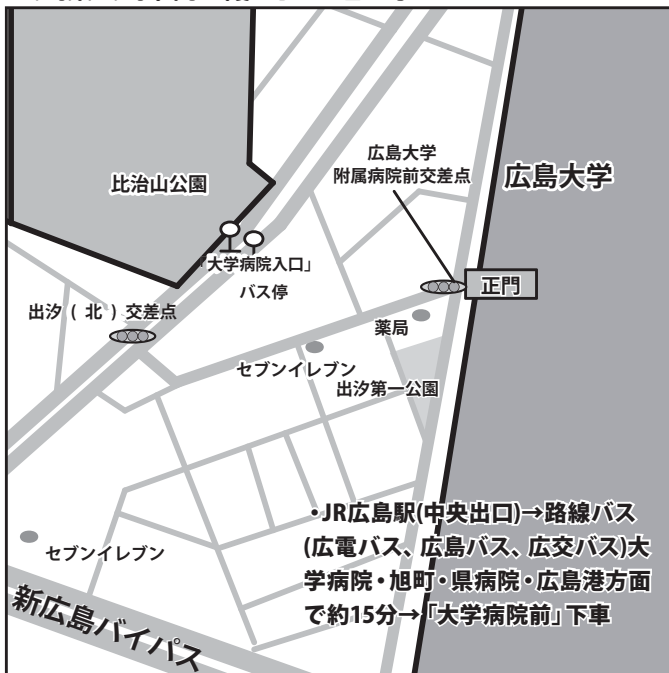 比治山公園
広島大学
附属病院前交差点
広島大学
「大学病院入口」
バス停
正門
出汐(北)交差点
薬局
セブンイレブン
出汐第一公園
・JR広島駅(中央出口)→路線バス
(広電バス、広島バス、広交バス)大
学病院・旭町・県病院・広島港方面
で約15分→「大学病院前」下車
セブンイレブン
新広島バイパス